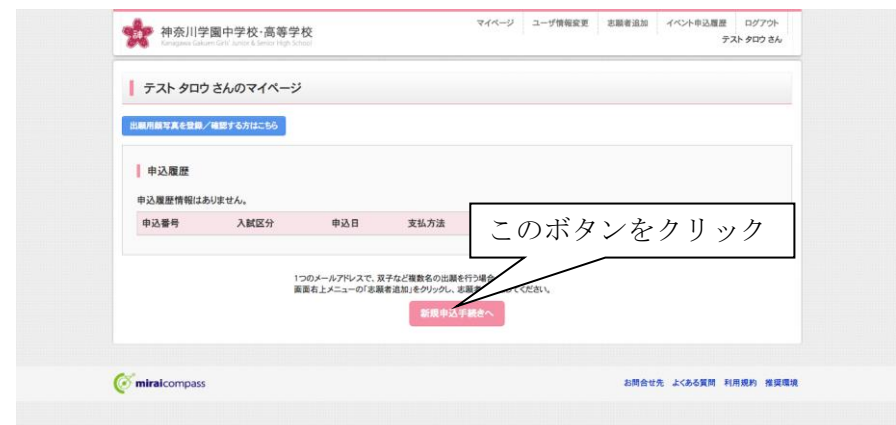 神奈川学園中学校・高等学校
Kanagawa Gakuen Girls' Junior & Senior High School
マイページ ユーザ情報変更 志願者追加 イベント申込履歴 ログアウト
テスト タロウ さん
テスト タロウ さんのマイページ
出願用顔写真を登録／確認する方はこちら
申込履歴
申込履歴情報はありません。
申込番号 入試区分 申込日 支払方法
このボタンをクリック
1つのメールアドレスで、双子など複数名の出願を行う場合
画面右上メニューの「志願者追加」をクリックし、志願者 ください。
新規申込手続きへ
miraicompass
お問合せ先 よくある質問 利用規約 推奨環境